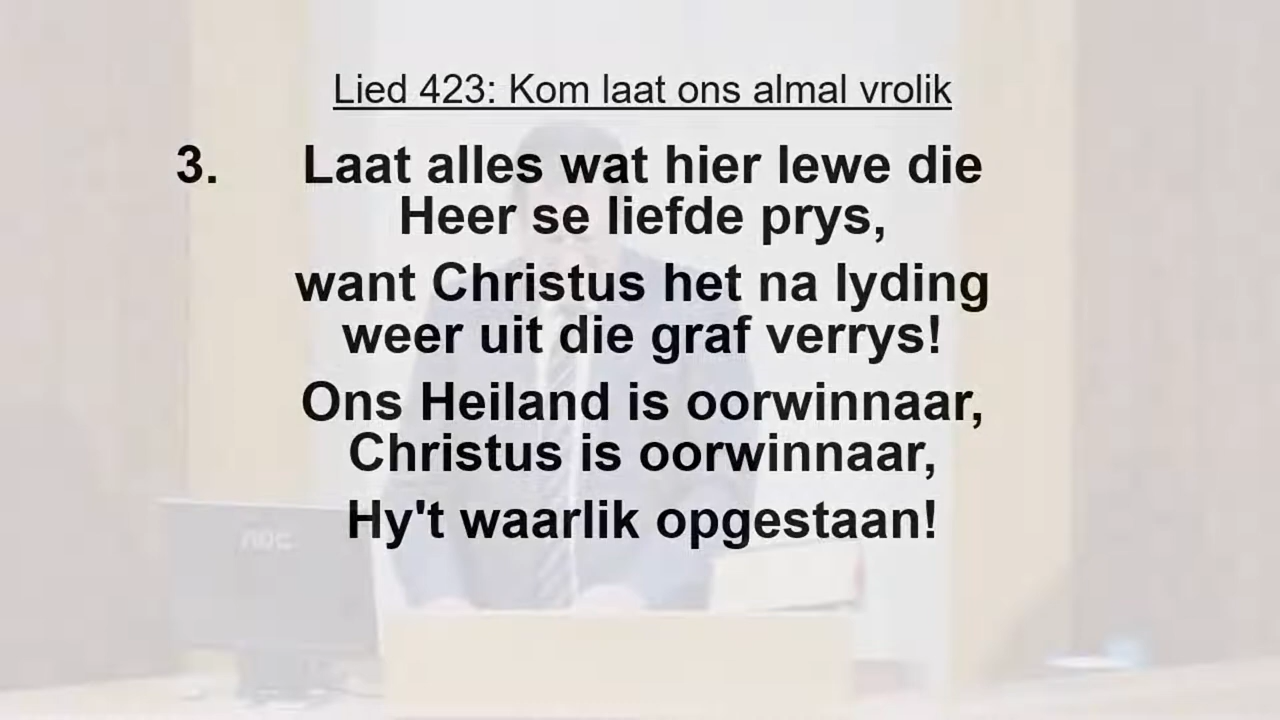 Lied 423: Kom laat ons almal vrolik
3. Laat alles wat hier lewe die
Heer se liefde prys,
want Christus het na lyding
weer uit die graf verrys!
Ons Heiland is oorwinnaar,
Christus is oorwinnaar,
Hy't waarlik opgestaan!
AOC